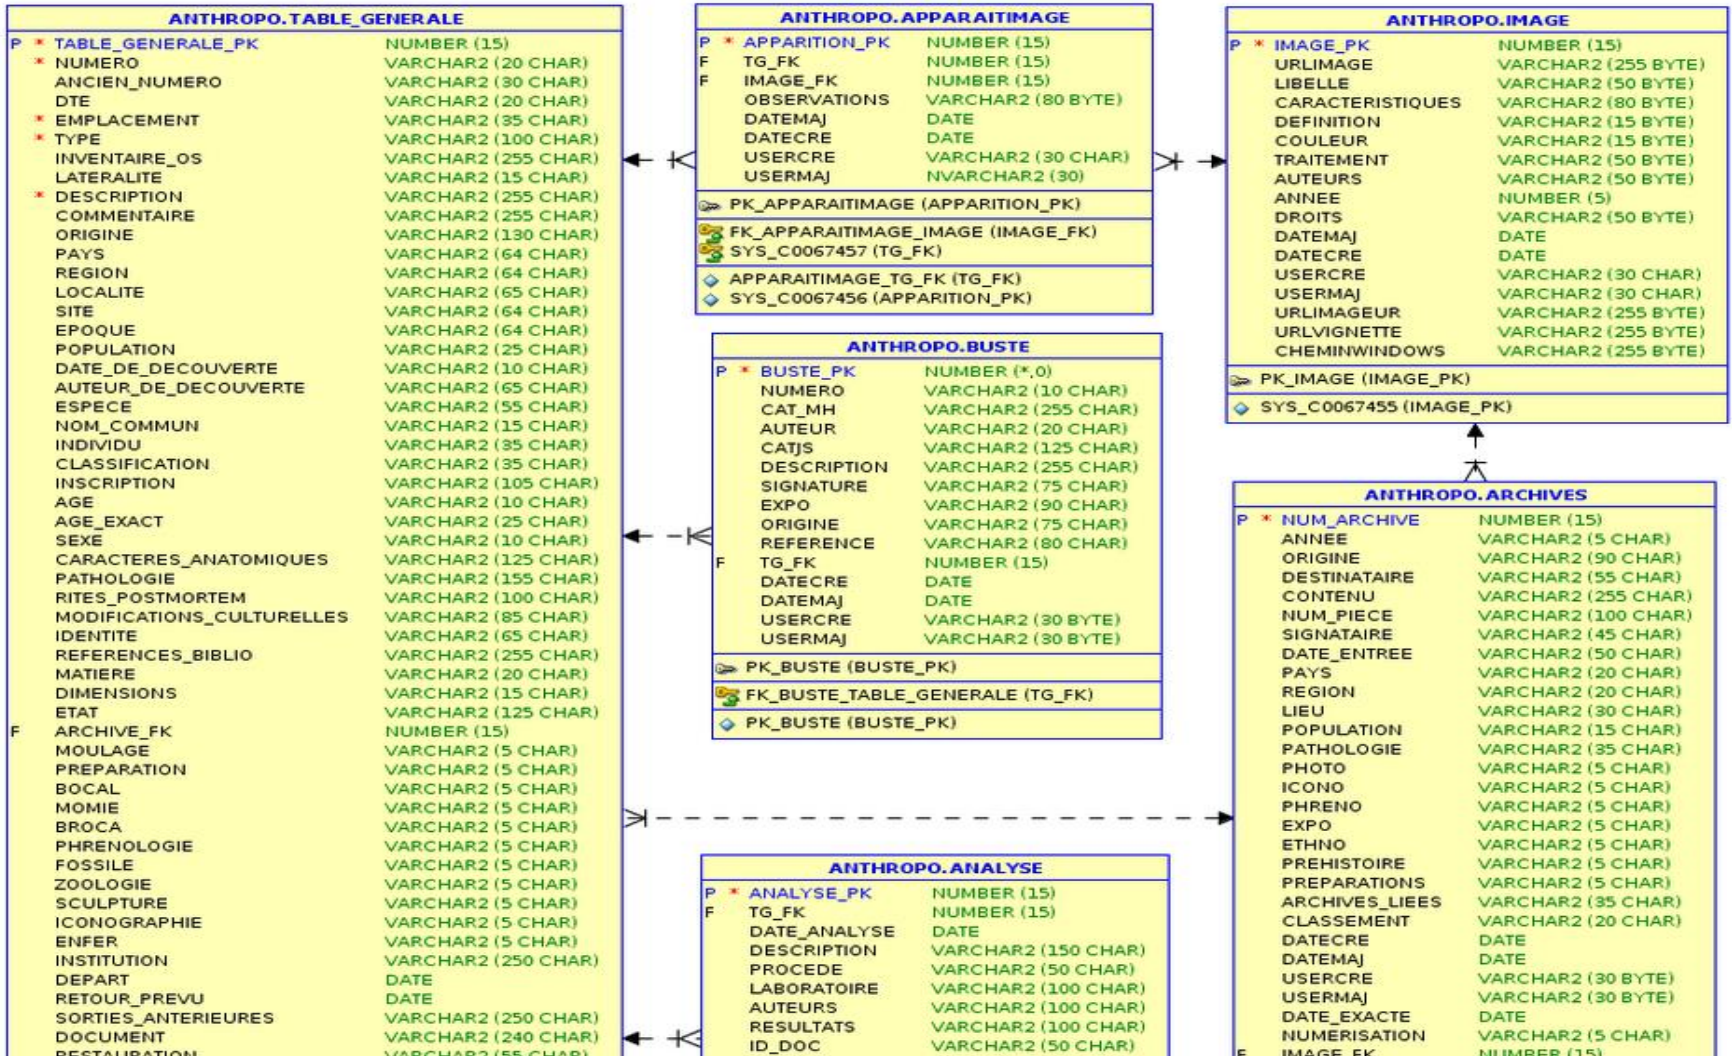 ANTHROPO.TABLE_GENERALE
P * TABLE_GENERALE_PK NUMBER (15)
* NUMERO VARCHAR2 (20 CHAR)
ANCIEN_NUMERO VARCHAR2 (30 CHAR)
DTE VARCHAR2 (20 CHAR)
* EMPLACEMENT VARCHAR2 (35 CHAR)
* TYPE VARCHAR2 (100 CHAR)
INVENTAIRE_OS VARCHAR2 (255 CHAR)
LATERALITE VARCHAR2 (15 CHAR)
* DESCRIPTION VARCHAR2 (255 CHAR)
COMMENTAIRE VARCHAR2 (255 CHAR)
ORIGINE VARCHAR2 (130 CHAR)
PAYS VARCHAR2 (64 CHAR)
REGION VARCHAR2 (64 CHAR)
LOCALITE VARCHAR2 (65 CHAR)
SITE VARCHAR2 (64 CHAR)
EPOQUE VARCHAR2 (64 CHAR)
POPULATION VARCHAR2 (25 CHAR)
DATE_DE_DECOUVERTE VARCHAR2 (10 CHAR)
AUTEUR_DE_DECOUVERTE VARCHAR2 (65 CHAR)
ESPECE VARCHAR2 (55 CHAR)
NOM_COMMUN VARCHAR2 (15 CHAR)
INDIVIDU VARCHAR2 (35 CHAR)
CLASSIFICATION VARCHAR2 (35 CHAR)
INSCRIPTION VARCHAR2 (105 CHAR)
AGE VARCHAR2 (10 CHAR)
AGE_EXACT VARCHAR2 (25 CHAR)
SEXE VARCHAR2 (10 CHAR)
CARACTERES_ANATOMIQUES VARCHAR2 (125 CHAR)
PATHOLOGIE VARCHAR2 (155 CHAR)
RITES_POSTMORTEM VARCHAR2 (100 CHAR)
MODIFICATIONS_CULTURELLES VARCHAR2 (85 CHAR)
IDENTITE VARCHAR2 (65 CHAR)
REFERENCES_BIBLIO VARCHAR2 (255 CHAR)
MATIERE VARCHAR2 (20 CHAR)
DIMENSIONS VARCHAR2 (15 CHAR)
ETAT VARCHAR2 (125 CHAR)
F ARCHIVE_FK NUMBER (15)
MOULAGE VARCHAR2 (5 CHAR)
PREPARATION VARCHAR2 (5 CHAR)
BOCAL VARCHAR2 (5 CHAR)
MOMIE VARCHAR2 (5 CHAR)
BROCA VARCHAR2 (5 CHAR)
PHRENOLOGIE VARCHAR2 (5 CHAR)
FOSSILE VARCHAR2 (5 CHAR)
ZOOLOGIE VARCHAR2 (5 CHAR)
SCULPTURE VARCHAR2 (5 CHAR)
ICONOGRAPHIE VARCHAR2 (5 CHAR)
ENFER VARCHAR2 (5 CHAR)
INSTITUTION VARCHAR2 (250 CHAR)
DEPART DATE
RETOUR_PREVU DATE
SORTIES_ANTERIEURES VARCHAR2 (250 CHAR)
DOCUMENT VARCHAR2 (240 CHAR)
RESTAURATION VARCHAR2 (55 CHAR)
ANTHROPO.APPARAITIMAGE
P * APPARITION_PK NUMBER (15)
F TG_FK NUMBER (15)
F IMAGE_FK NUMBER (15)
OBSERVATIONS VARCHAR2 (80 BYTE)
DATEMAJ DATE
DATECRE DATE
USERCRE VARCHAR2 (30 CHAR)
USERMAJ NVARCHAR2 (30)
PK_APPARAITIMAGE (APPARITION_PK)
FK_APPARAITIMAGE_IMAGE (IMAGE_FK)
SYS_C0067457 (TG_FK)
APPARAITIMAGE_TG_FK (TG_FK)
SYS_C0067456 (APPARITION_PK)
ANTHROPO.BUSTE
P * BUSTE_PK NUMBER (*,0)
NUMERO VARCHAR2 (10 CHAR)
CAT_MH VARCHAR2 (255 CHAR)
AUTEUR VARCHAR2 (20 CHAR)
CATJS VARCHAR2 (125 CHAR)
DESCRIPTION VARCHAR2 (255 CHAR)
SIGNATURE VARCHAR2 (75 CHAR)
EXPO VARCHAR2 (90 CHAR)
ORIGINE VARCHAR2 (75 CHAR)
REFERENCE VARCHAR2 (80 CHAR)
F TG_FK NUMBER (15)
DATECRE DATE
DATEMAJ DATE
USERCRE VARCHAR2 (30 BYTE)
USERMAJ VARCHAR2 (30 BYTE)
PK_BUSTE (BUSTE_PK)
FK_BUSTE_TABLE_GENERALE (TG_FK)
PK_BUSTE (BUSTE_PK)
ANTHROPO.ANALYSE
P * ANALYSE_PK NUMBER (15)
F TG_FK NUMBER (15)
DATE_ANALYSE DATE
DESCRIPTION VARCHAR2 (150 CHAR)
PROCEDE VARCHAR2 (50 CHAR)
LABORATOIRE VARCHAR2 (100 CHAR)
AUTEURS VARCHAR2 (100 CHAR)
RESULTATS VARCHAR2 (100 CHAR)
ID_DOC VARCHAR2 (50 CHAR)
ANTHROPO.IMAGE
P * IMAGE_PK NUMBER (15)
URLIMAGE VARCHAR2 (255 BYTE)
LIBELLE VARCHAR2 (50 BYTE)
CARACTERISTIQUES VARCHAR2 (80 BYTE)
DEFINITION VARCHAR2 (15 BYTE)
COULEUR VARCHAR2 (15 BYTE)
TRAITEMENT VARCHAR2 (50 BYTE)
AUTEURS VARCHAR2 (50 BYTE)
ANNEE NUMBER (5)
DROITS VARCHAR2 (50 BYTE)
DATEMAJ DATE
DATECRE DATE
USERCRE VARCHAR2 (30 CHAR)
USERMAJ VARCHAR2 (30 CHAR)
URLIMAGEUR VARCHAR2 (255 BYTE)
URLVIGNETTE VARCHAR2 (255 BYTE)
CHEMINWINDOWS VARCHAR2 (255 BYTE)
PK_IMAGE (IMAGE_PK)
SYS_C0067455 (IMAGE_PK)
ANTHROPO.ARCHIVES
P * NUM_ARCHIVE NUMBER (15)
ANNEE VARCHAR2 (5 CHAR)
ORIGINE VARCHAR2 (90 CHAR)
DESTINATAIRE VARCHAR2 (55 CHAR)
CONTENU VARCHAR2 (255 CHAR)
NUM_PIECE VARCHAR2 (100 CHAR)
SIGNATAIRE VARCHAR2 (45 CHAR)
DATE_ENTREE VARCHAR2 (50 CHAR)
PAYS VARCHAR2 (20 CHAR)
REGION VARCHAR2 (20 CHAR)
LIEU VARCHAR2 (30 CHAR)
POPULATION VARCHAR2 (15 CHAR)
PATHOLOGIE VARCHAR2 (35 CHAR)
PHOTO VARCHAR2 (5 CHAR)
ICONO VARCHAR2 (5 CHAR)
PHRENO VARCHAR2 (5 CHAR)
EXPO VARCHAR2 (5 CHAR)
ETHNO VARCHAR2 (5 CHAR)
PREHISTOIRE VARCHAR2 (5 CHAR)
PREPARATIONS VARCHAR2 (5 CHAR)
ARCHIVES_LIEES VARCHAR2 (35 CHAR)
CLASSEMENT VARCHAR2 (20 CHAR)
DATECRE DATE
DATEMAJ DATE
USERCRE VARCHAR2 (30 BYTE)
USERMAJ VARCHAR2 (30 BYTE)
DATE_EXACTE DATE
NUMERISATION VARCHAR2 (5 CHAR)
F IMAGE_FK NUMBER (15)